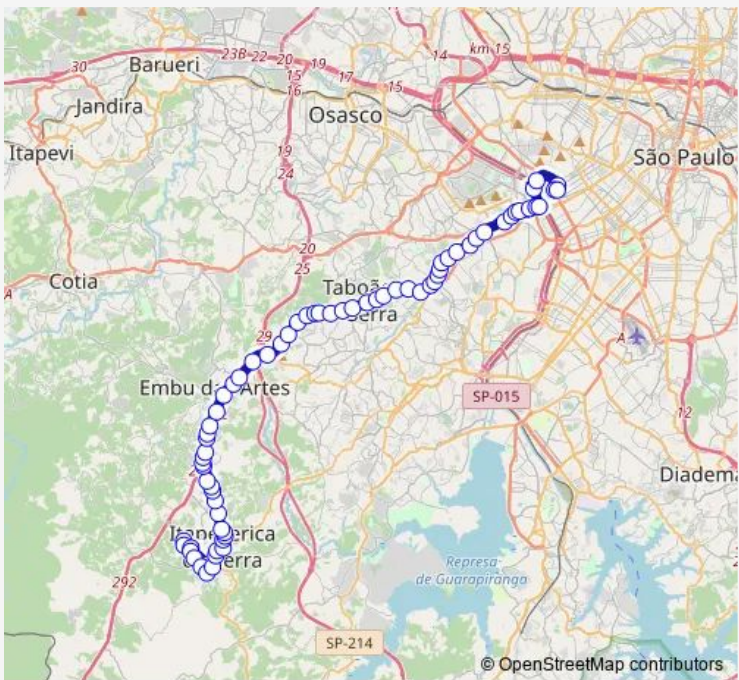 km 15
14
23B 22 20 19
30
15
17
15
16
Barueri
Jandira
Osasco
Itapevi
São Paulo
19
24
20
25
Cotia
A
Taboão
Serra
A
29
Embu das Artes
SP-015
12
Diadema
Itapecerica
da Serra
292
Represa
de Guarapiranga
SP-214
© OpenStreetMap contributors